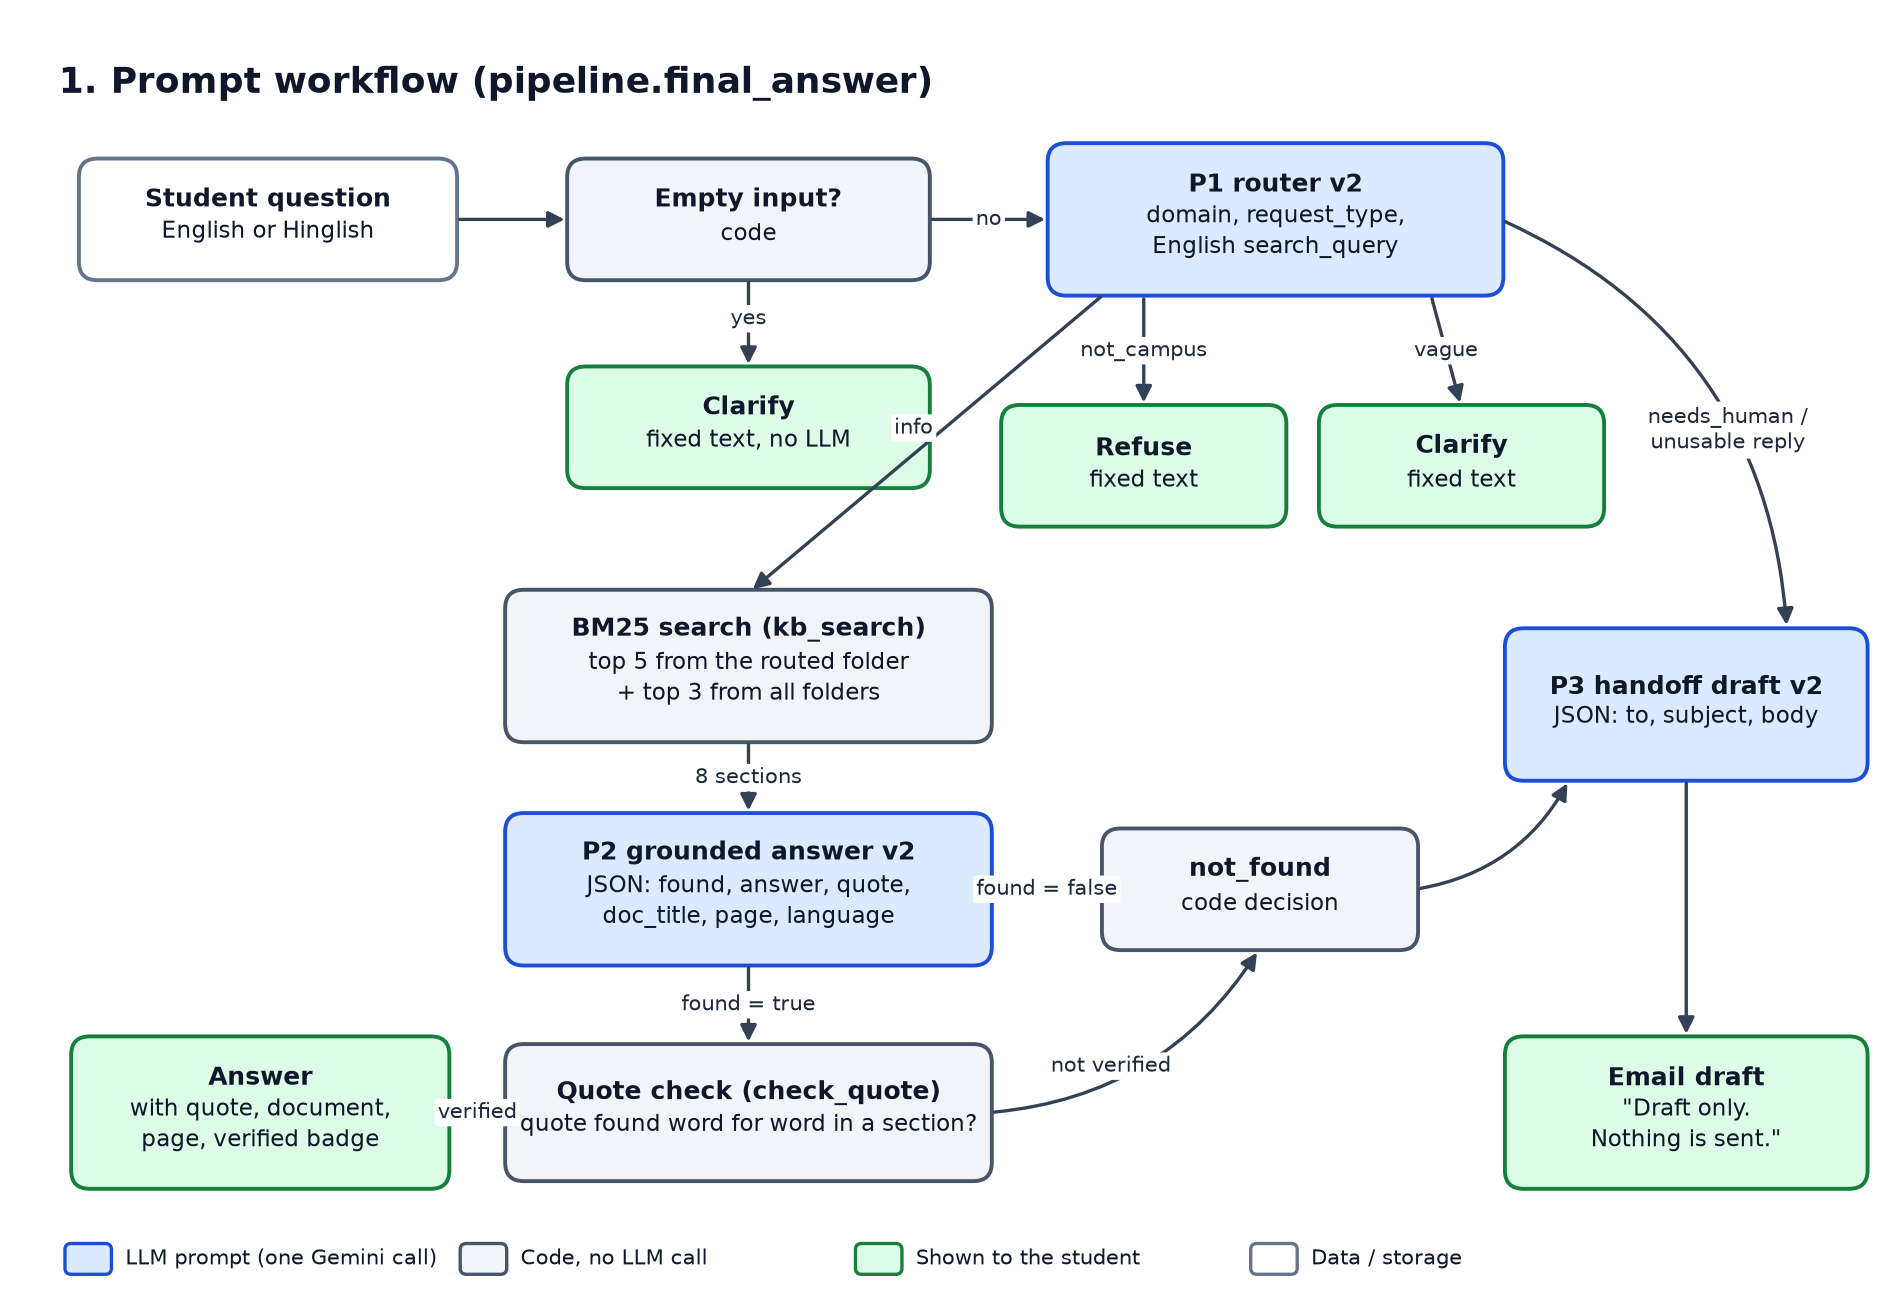 1. Prompt workflow (pipeline.final_answer)
Student question
English or Hinglish
Empty input?
code
no
P1 router v2
domain, request_type,
English search_query
yes
not_campus
vague
needs_human /
unusable reply
info
Clarify
fixed text, no LLM
Refuse
fixed text
Clarify
fixed text
BM25 search (kb_search)
top 5 from the routed folder
+ top 3 from all folders
8 sections
P3 handoff draft v2
JSON: to, subject, body
P2 grounded answer v2
JSON: found, answer, quote,
doc_title, page, language
found = false
not_found
code decision
found = true
Answer
with quote, document,
page, verified badge
verified
Quote check (check_quote)
quote found word for word in a section?
not verified
Email draft
"Draft only.
Nothing is sent."
LLM prompt (one Gemini call)
Code, no LLM call
Shown to the student
Data / storage